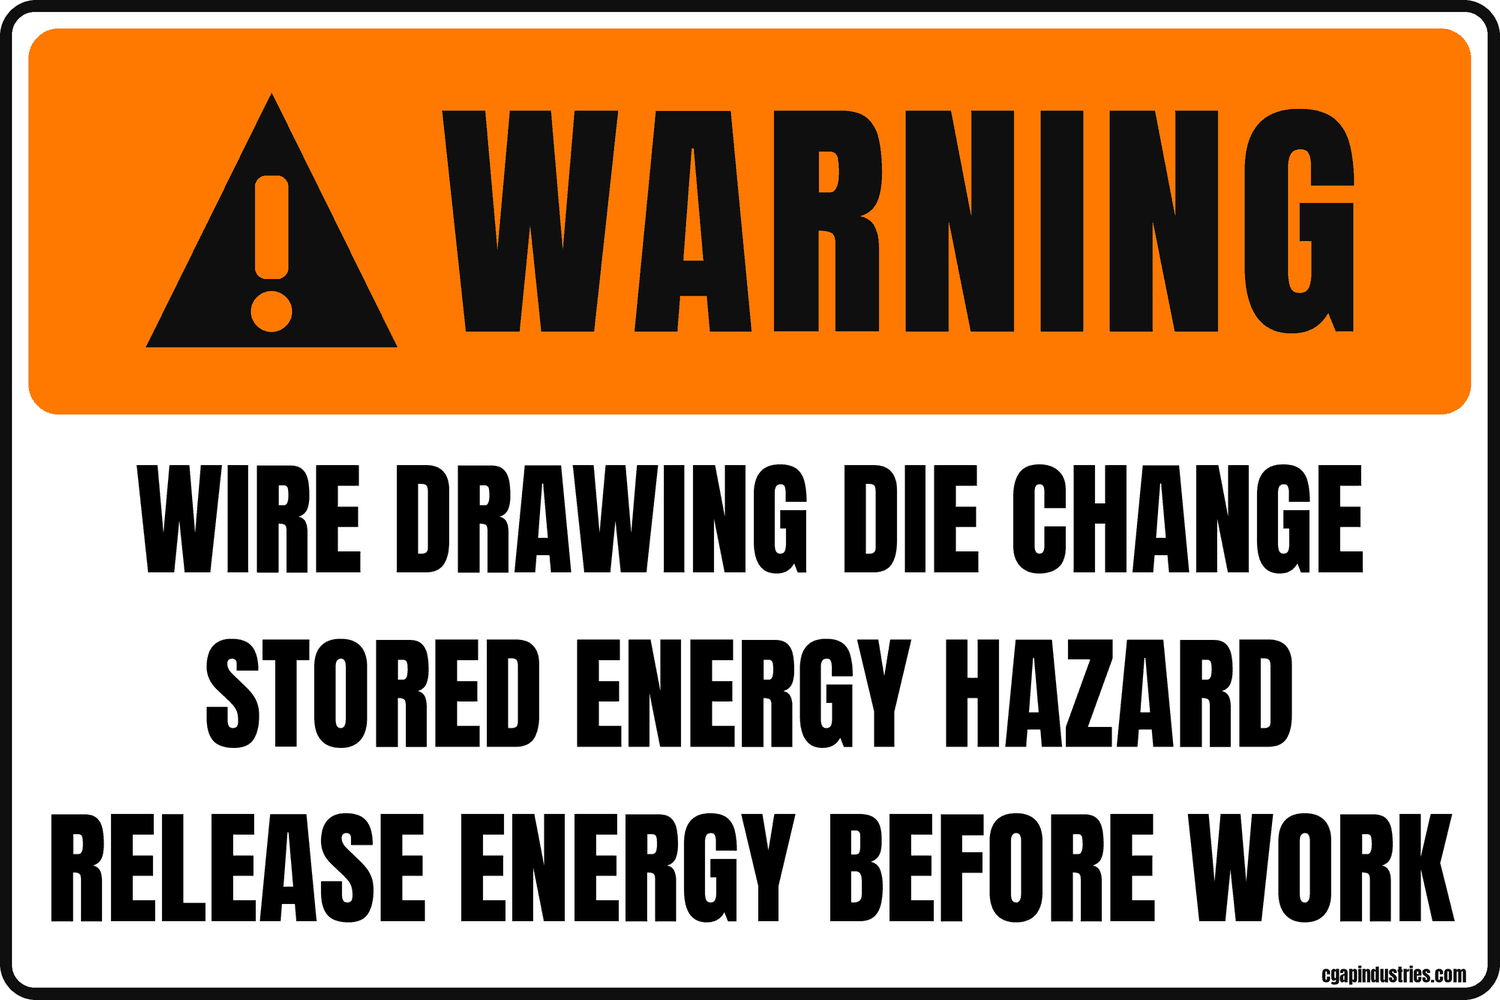 WARNING
WIRE DRAWING DIE CHANGE
STORED ENERGY HAZARD
RELEASE ENERGY BEFORE WORK
cgapindustries.com